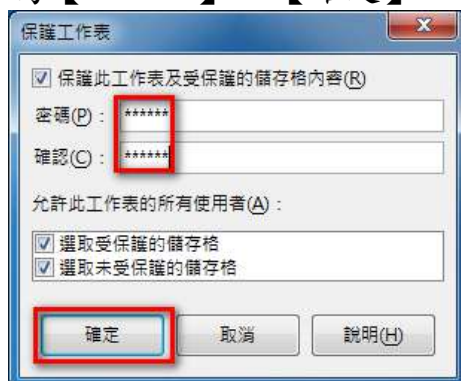 保護工作表
保護此工作表及受保護的儲存格內容(R)
密碼(P)： ******
確認(C)： ******
允許此工作表的所有使用者(A)：
選取受保護的儲存格
選取未受保護的儲存格
確定 取消 說明(H)